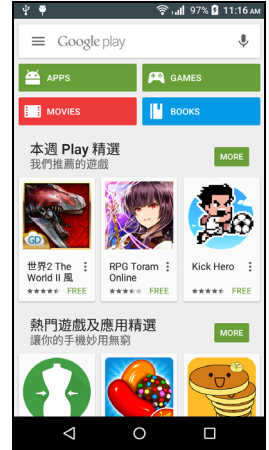 97% 11:16 AM
Google play
APPS
GAMES
MOVIES
BOOKS
本週 Play 精選
我們推薦的遊戲
MORE
GD
世界2 The
World II 風
FREE
RPG Toram
Online
FREE
Kick Hero
FREE
熱門遊戲及應用精選
讓你的手機妙用無窮
MORE